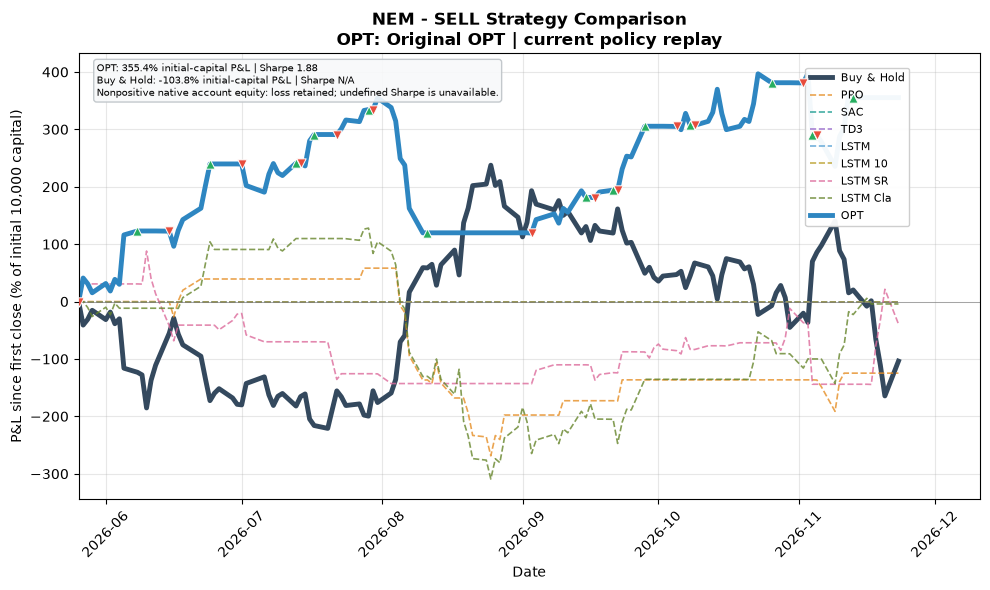 NEM - SELL Strategy Comparison
OPT: Original OPT | current policy replay
OPT: 355.4% initial-capital P&L | Sharpe 1.88
Buy & Hold: -103.8% initial-capital P&L | Sharpe N/A
Nonpositive native account equity: loss retained; undefined Sharpe is unavailable.
Buy & Hold
PPO
SAC
TD3
LSTM
LSTM 10
LSTM SR
LSTM Cla
OPT
P&L since first close (% of initial 10,000 capital)
400
300
200
100
0
−100
−200
−300
2026-06
2026-07
2026-08
2026-09
2026-10
2026-11
2026-12
Date